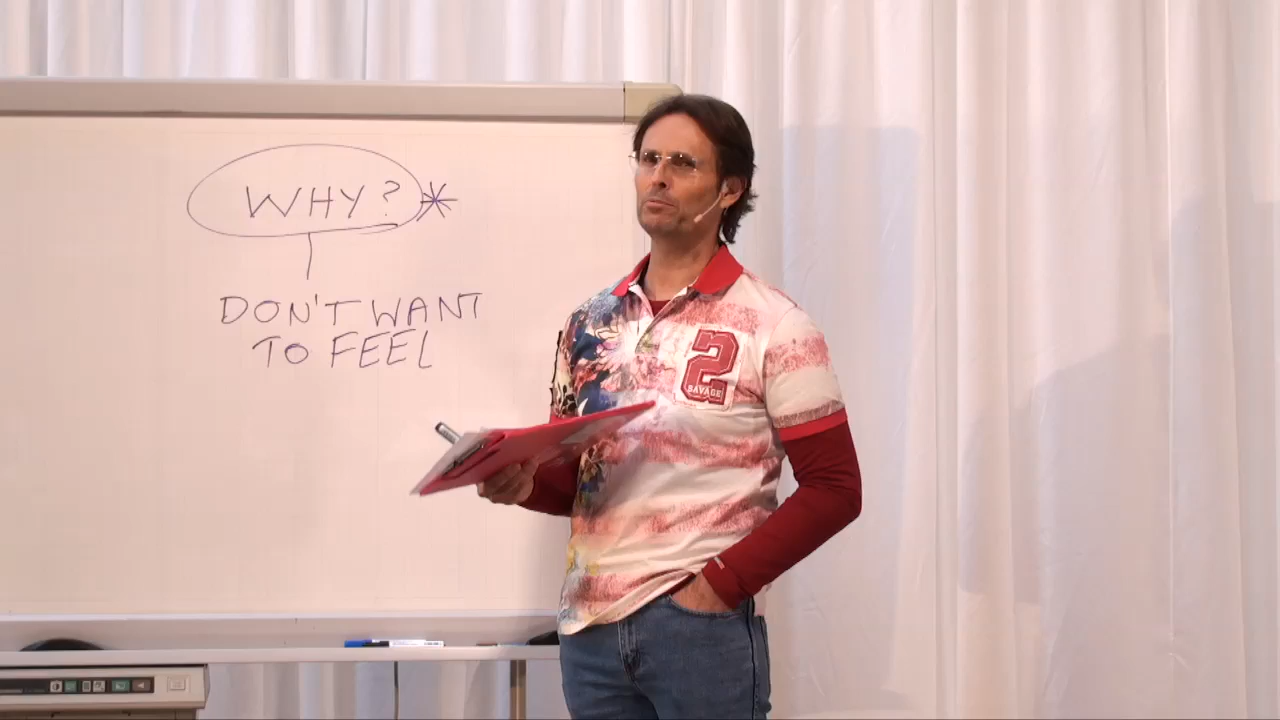 WHY? *
DON'T WANT
TO FEEL
2
SAVAGE